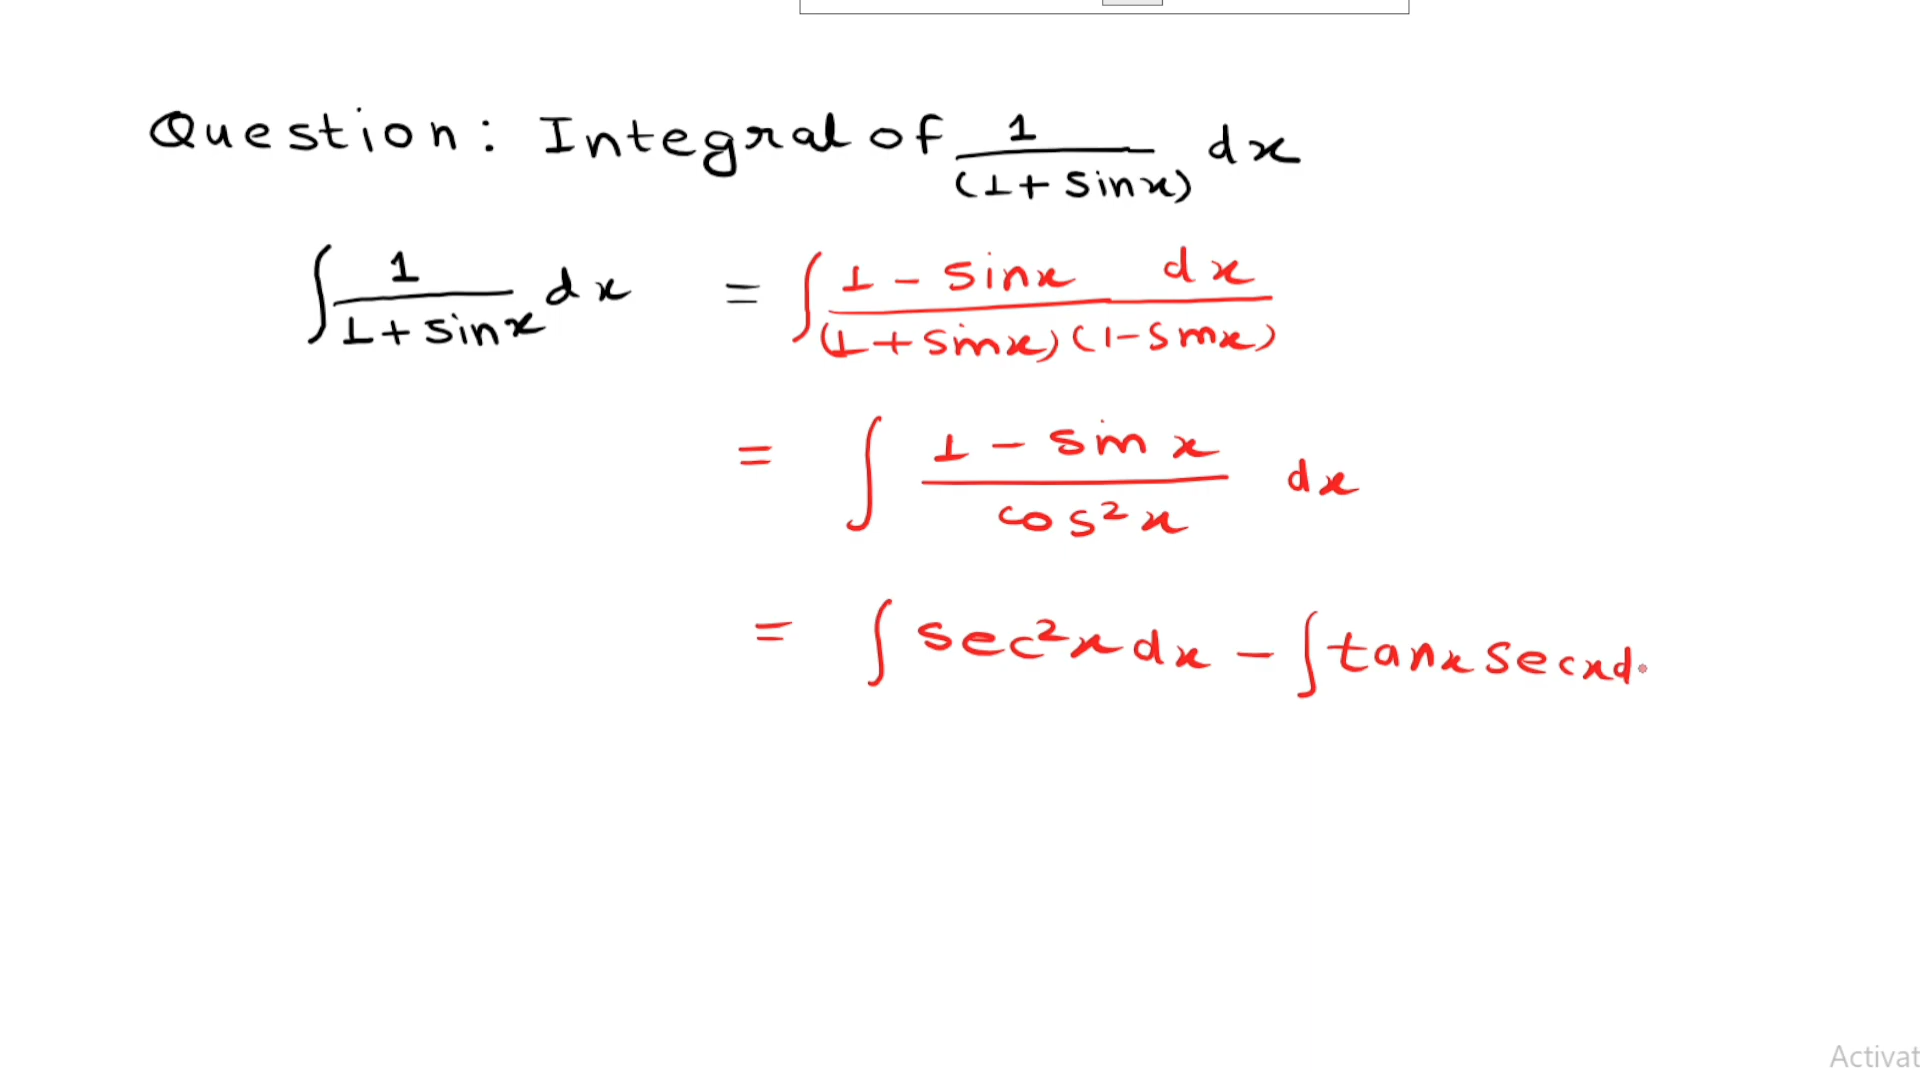 Question: Integral of 1/(1+sinx) dx
∫ 1/1+sinx dx = ∫ 1-sinx dx/(1+sinx)(1-sinx)
= ∫ 1-sinx/cos²x dx
= ∫ sec²x dx - ∫ tanx secx d
Activat